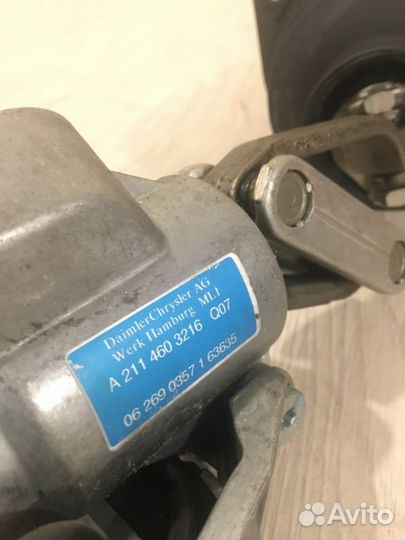 DaimlerChrysler AG
Werk Hamburg ML1
A 211 460 3216 Q07
06 269 0357 1 63635
Avito